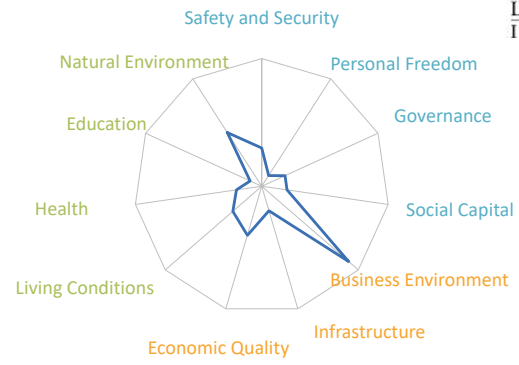 Safety and Security
Natural Environment
Personal Freedom
Education
Governance
Health
Social Capital
Living Conditions
Business Environment
Infrastructure
Economic Quality